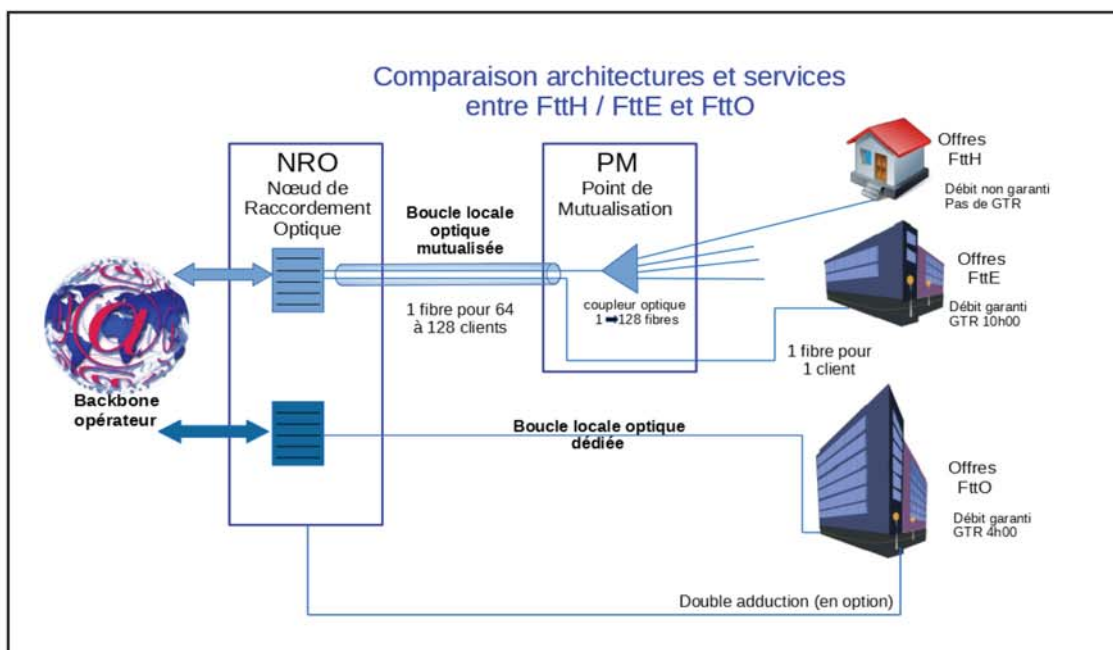 Comparaison architectures et services
entre FttH / FttE et FttO
NRO
Nœud de
Raccordement
Optique
Boucle locale
optique
mutualisée
1 fibre pour 64
à 128 clients
PM
Point de
Mutualisation
coupleur optique
1 ➡128 fibres
Offres
FttH
Débit non garanti
Pas de GTR
Offres
FttE
Débit garanti
GTR 10h00
1 fibre pour
1 client
@
Backbone
opérateur
Boucle locale optique
dédiée
Offres
FttO
Débit garanti
GTR 4h00
Double adduction (en option)